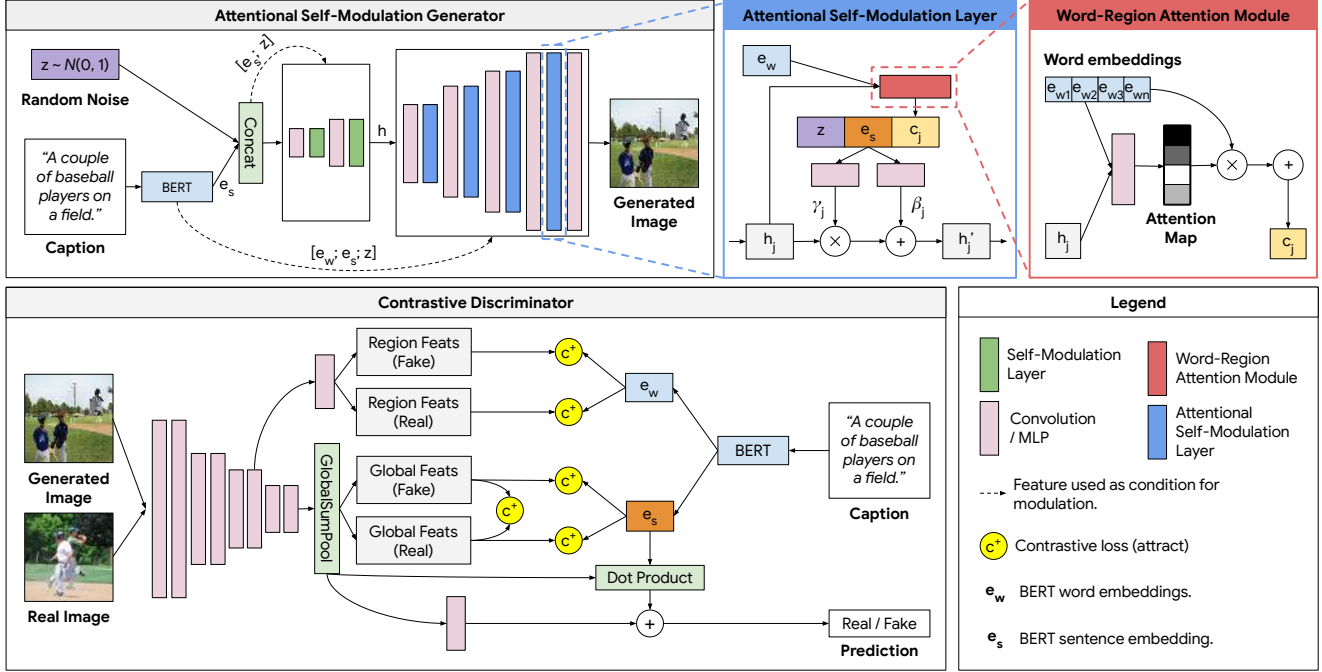 Attentional Self-Modulation Generator
z ~ N(0, 1)
Random Noise
[e_s; z]
Concat
h
"A couple
of baseball
players on
a field."
Caption
BERT
e_s
[e_w; e_s; z]
Generated
Image
Attentional Self-Modulation Layer
e_w
z
e_s
c_j
γ_j
β_j
h_j
×
+
h_j'
Word-Region Attention Module
Word embeddings
e_w1
e_w2
e_w3
e_wn
×
+
Attention
Map
h_j
c_j
Contrastive Discriminator
Generated
Image
Real Image
GlobalSumPool
Region Feats
(Fake)
Region Feats
(Real)
Global Feats
(Fake)
Global Feats
(Real)
c⁺
c⁺
c⁺
c⁺
c⁺
e_w
e_s
BERT
"A couple
of baseball
players on
a field."
Caption
Dot Product
+
Real / Fake
Prediction
Legend
Self-Modulation
Layer
Word-Region
Attention Module
Convolution
/ MLP
Attentional
Self-Modulation
Layer
Feature used as condition for
modulation.
c⁺ Contrastive loss (attract)
e_w BERT word embeddings.
e_s BERT sentence embedding.